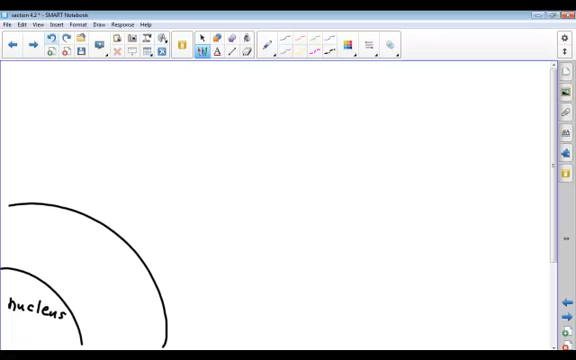 section 4.2 * - SMART Notebook
File Edit View Insert Format Draw Response Help
nucleus